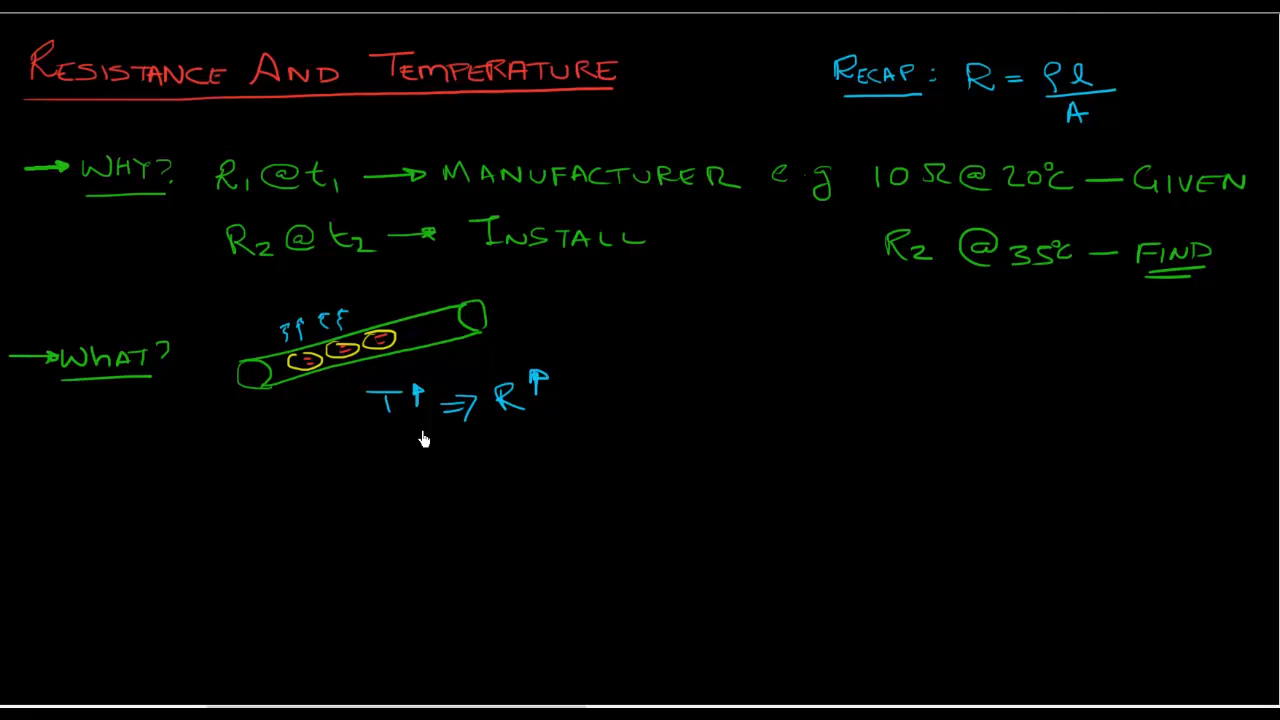 RESISTANCE AND TEMPERATURE
RECAP: R = ρl/A
→ WHY? R₁@t₁ → MANUFACTURER e.g 10Ω@20°C — GIVEN
R₂@t₂ → INSTALL R₂ @35°C — FIND
→ WHAT?
T↑ ⇒ R↑